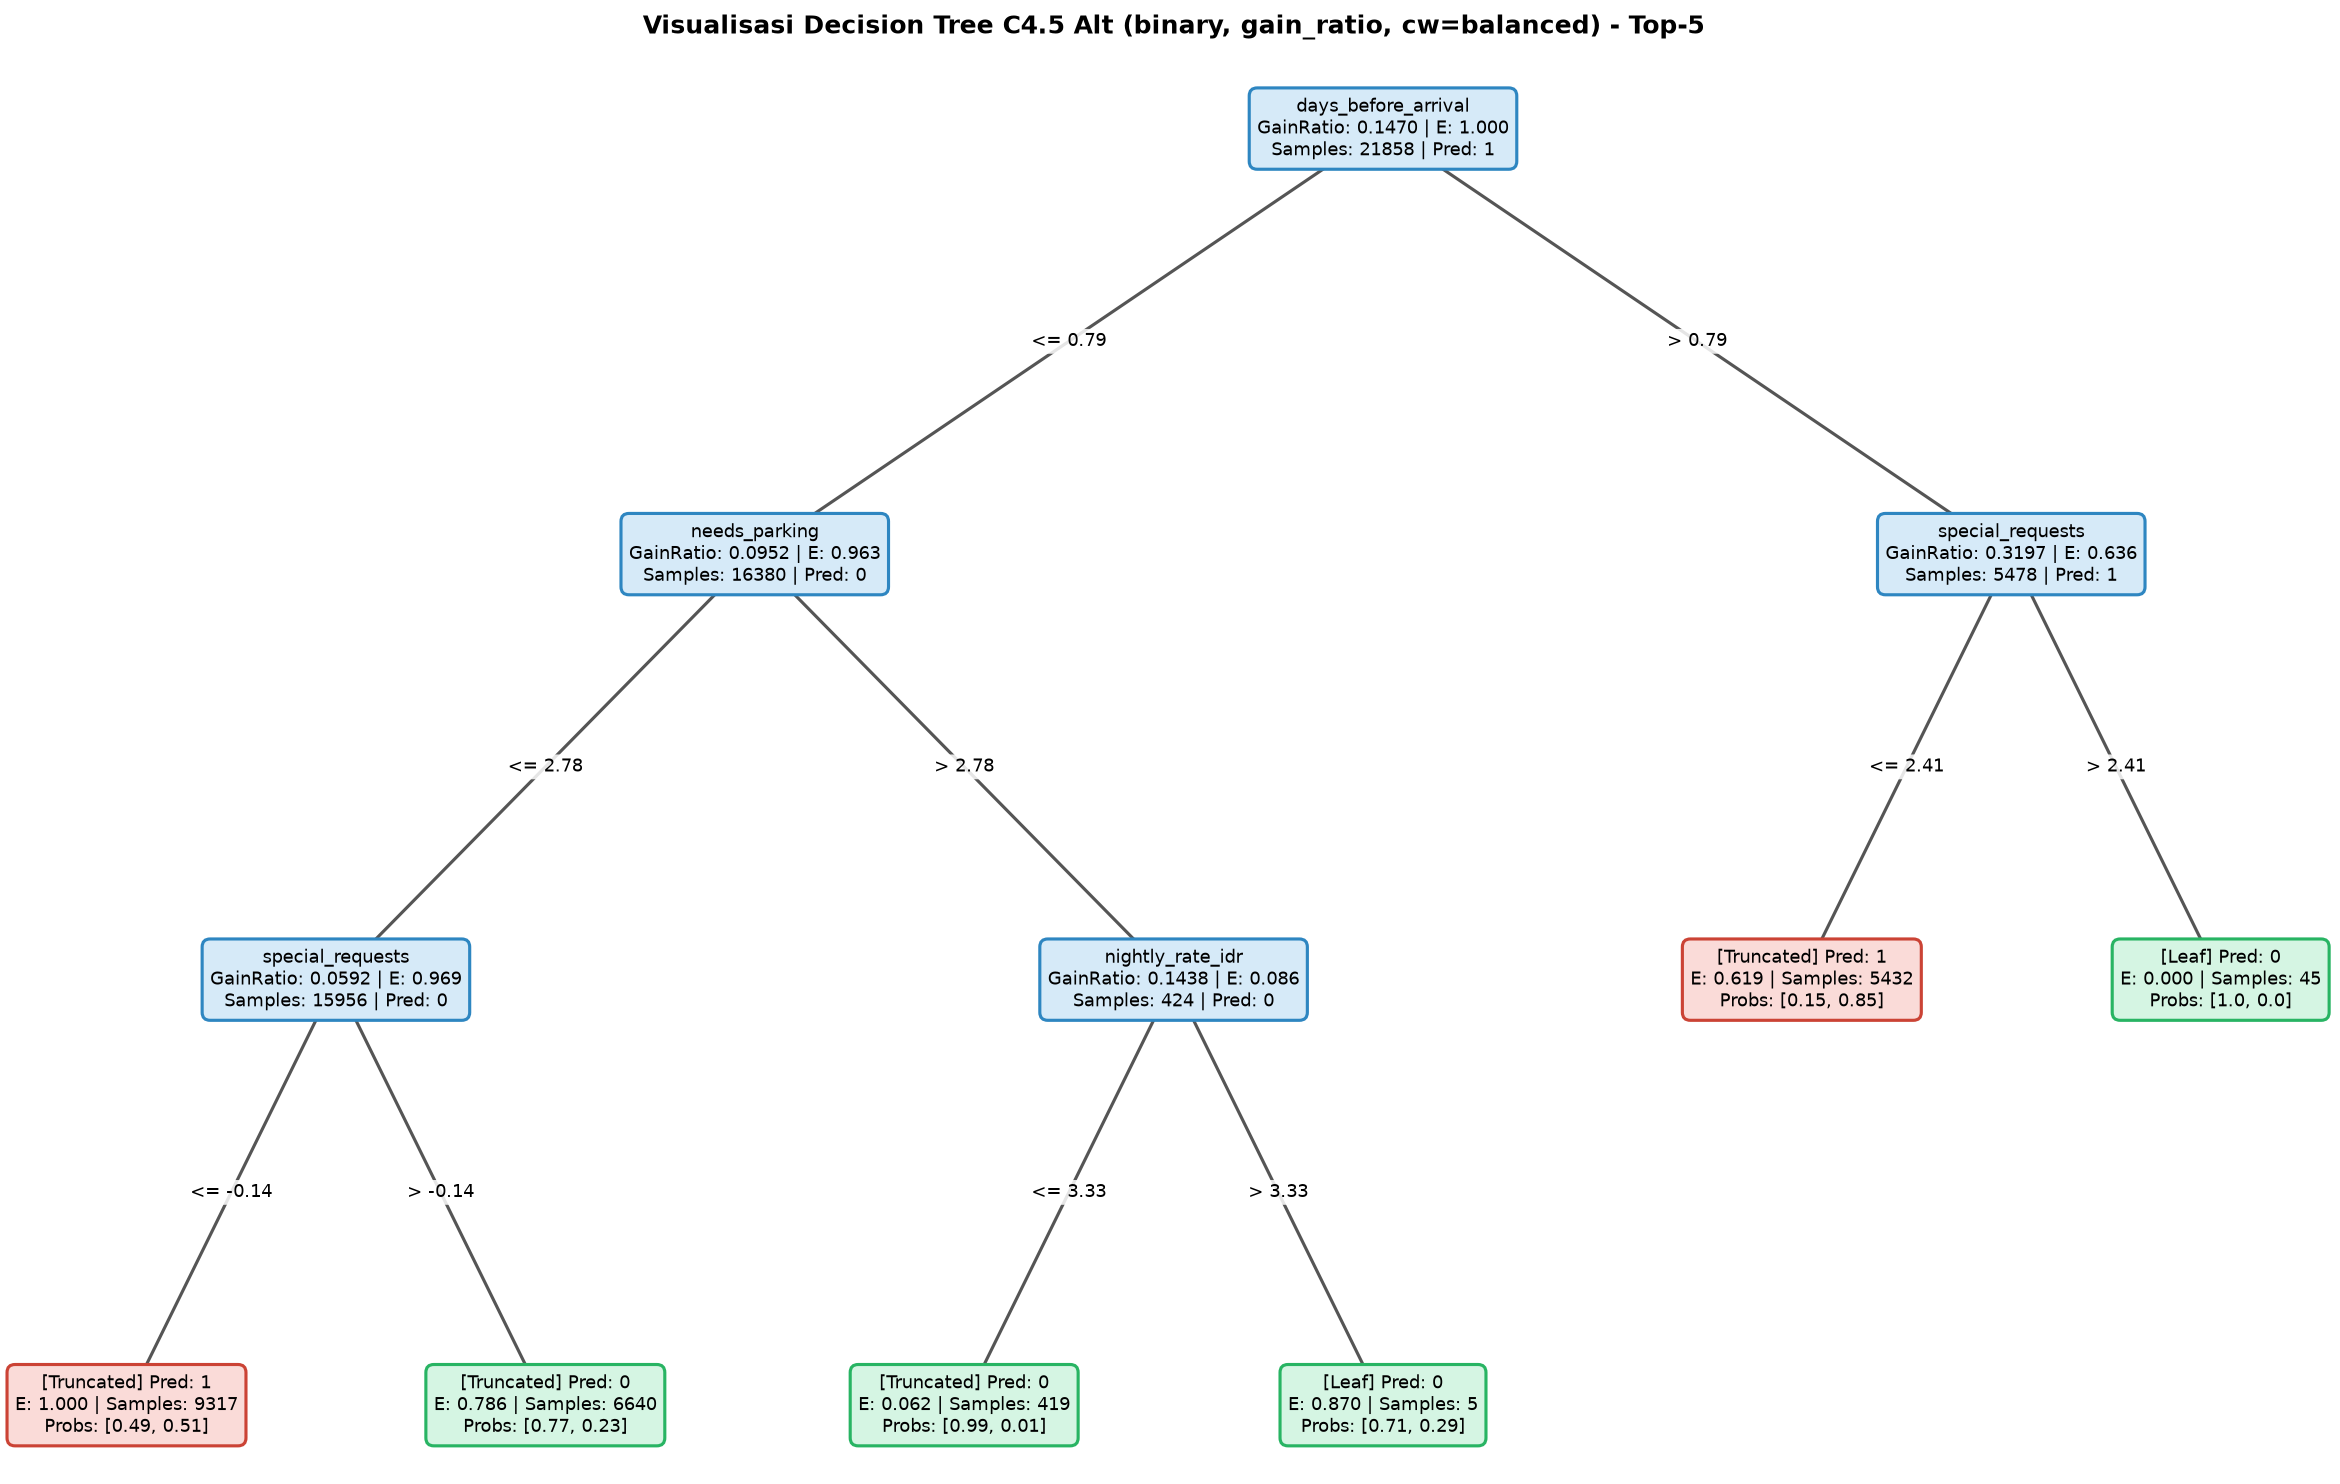 Visualisasi Decision Tree C4.5 Alt (binary, gain_ratio, cw=balanced) - Top-5
days_before_arrival
GainRatio: 0.1470 | E: 1.000
Samples: 21858 | Pred: 1
<= 0.79
> 0.79
needs_parking
GainRatio: 0.0952 | E: 0.963
Samples: 16380 | Pred: 0
special_requests
GainRatio: 0.3197 | E: 0.636
Samples: 5478 | Pred: 1
<= 2.78
> 2.78
<= 2.41
> 2.41
special_requests
GainRatio: 0.0592 | E: 0.969
Samples: 15956 | Pred: 0
nightly_rate_idr
GainRatio: 0.1438 | E: 0.086
Samples: 424 | Pred: 0
[Truncated] Pred: 1
E: 0.619 | Samples: 5432
Probs: [0.15, 0.85]
[Leaf] Pred: 0
E: 0.000 | Samples: 45
Probs: [1.0, 0.0]
<= -0.14
> -0.14
<= 3.33
> 3.33
[Truncated] Pred: 1
E: 1.000 | Samples: 9317
Probs: [0.49, 0.51]
[Truncated] Pred: 0
E: 0.786 | Samples: 6640
Probs: [0.77, 0.23]
[Truncated] Pred: 0
E: 0.062 | Samples: 419
Probs: [0.99, 0.01]
[Leaf] Pred: 0
E: 0.870 | Samples: 5
Probs: [0.71, 0.29]